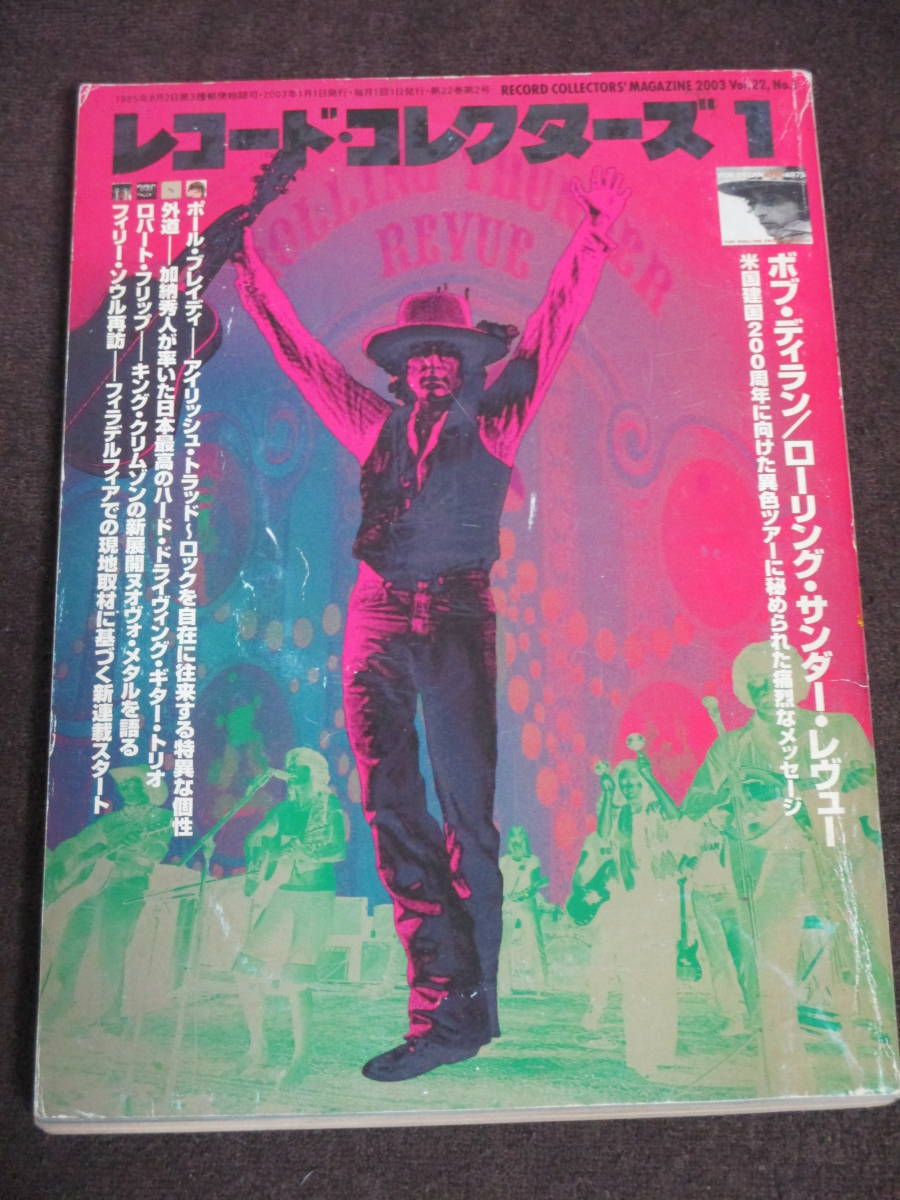 1985年8月2日第3種郵便物認可・2003年1月1日発行・毎月1回1日発行・第22巻第2号 RECORD COLLECTORS' MAGAZINE 2003 Vol.22, No.
レコード・コレクターズ 1
ROLLING THUNDER
REVUE
ボブ・ディラン/ローリング・サンダー・レヴュー
米国建国200周年に向けた異色ツアーに秘められた痛烈なメッセージ
ポール・ブレイディ――アイリッシュ・トラッド〜ロックを自在に往来する特異な個性
外道――加納秀人が率いた日本最高のハード・ドライヴィング・ギター・トリオ
ロバート・フリップ――キング・クリムゾンの新展開ヌオヴォ・メタルを語る
フィリー・ソウル再訪――フィラデルフィアでの現地取材に基づく新連載スタート